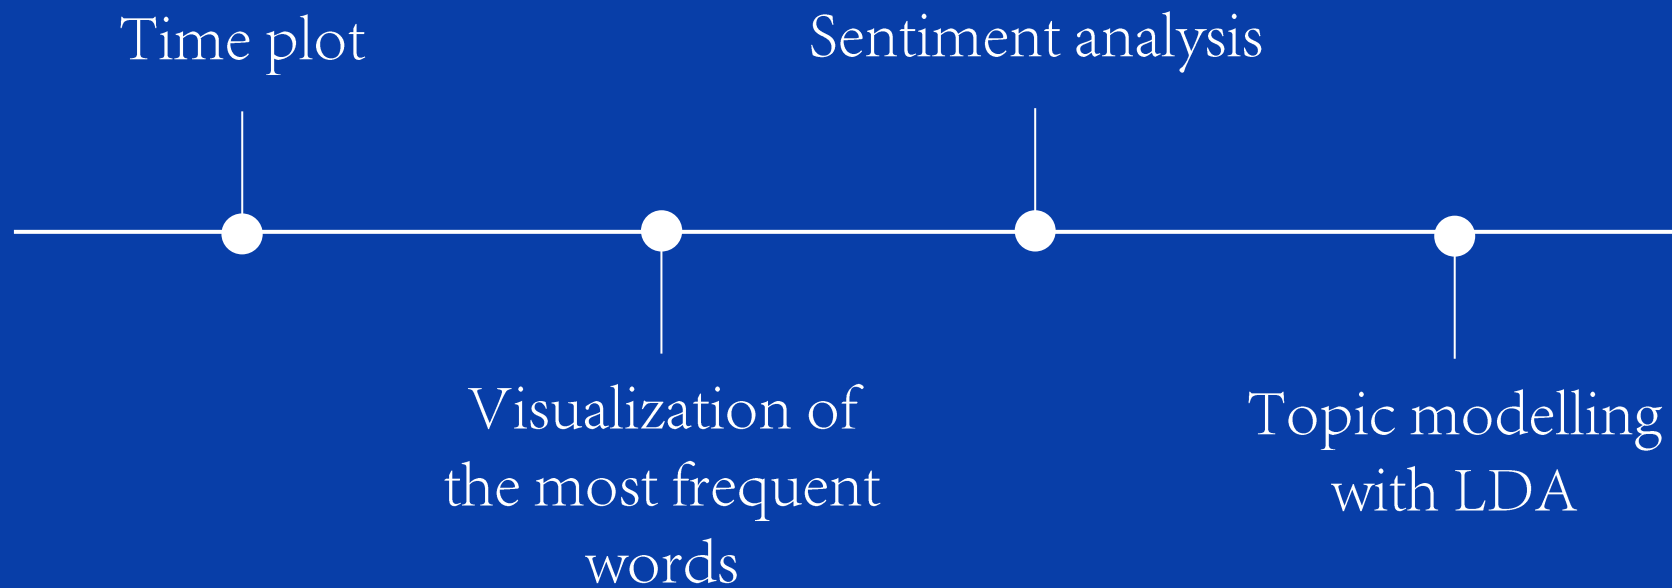 Time plot
Sentiment analysis
Visualization of
the most frequent
words
Topic modelling
with LDA